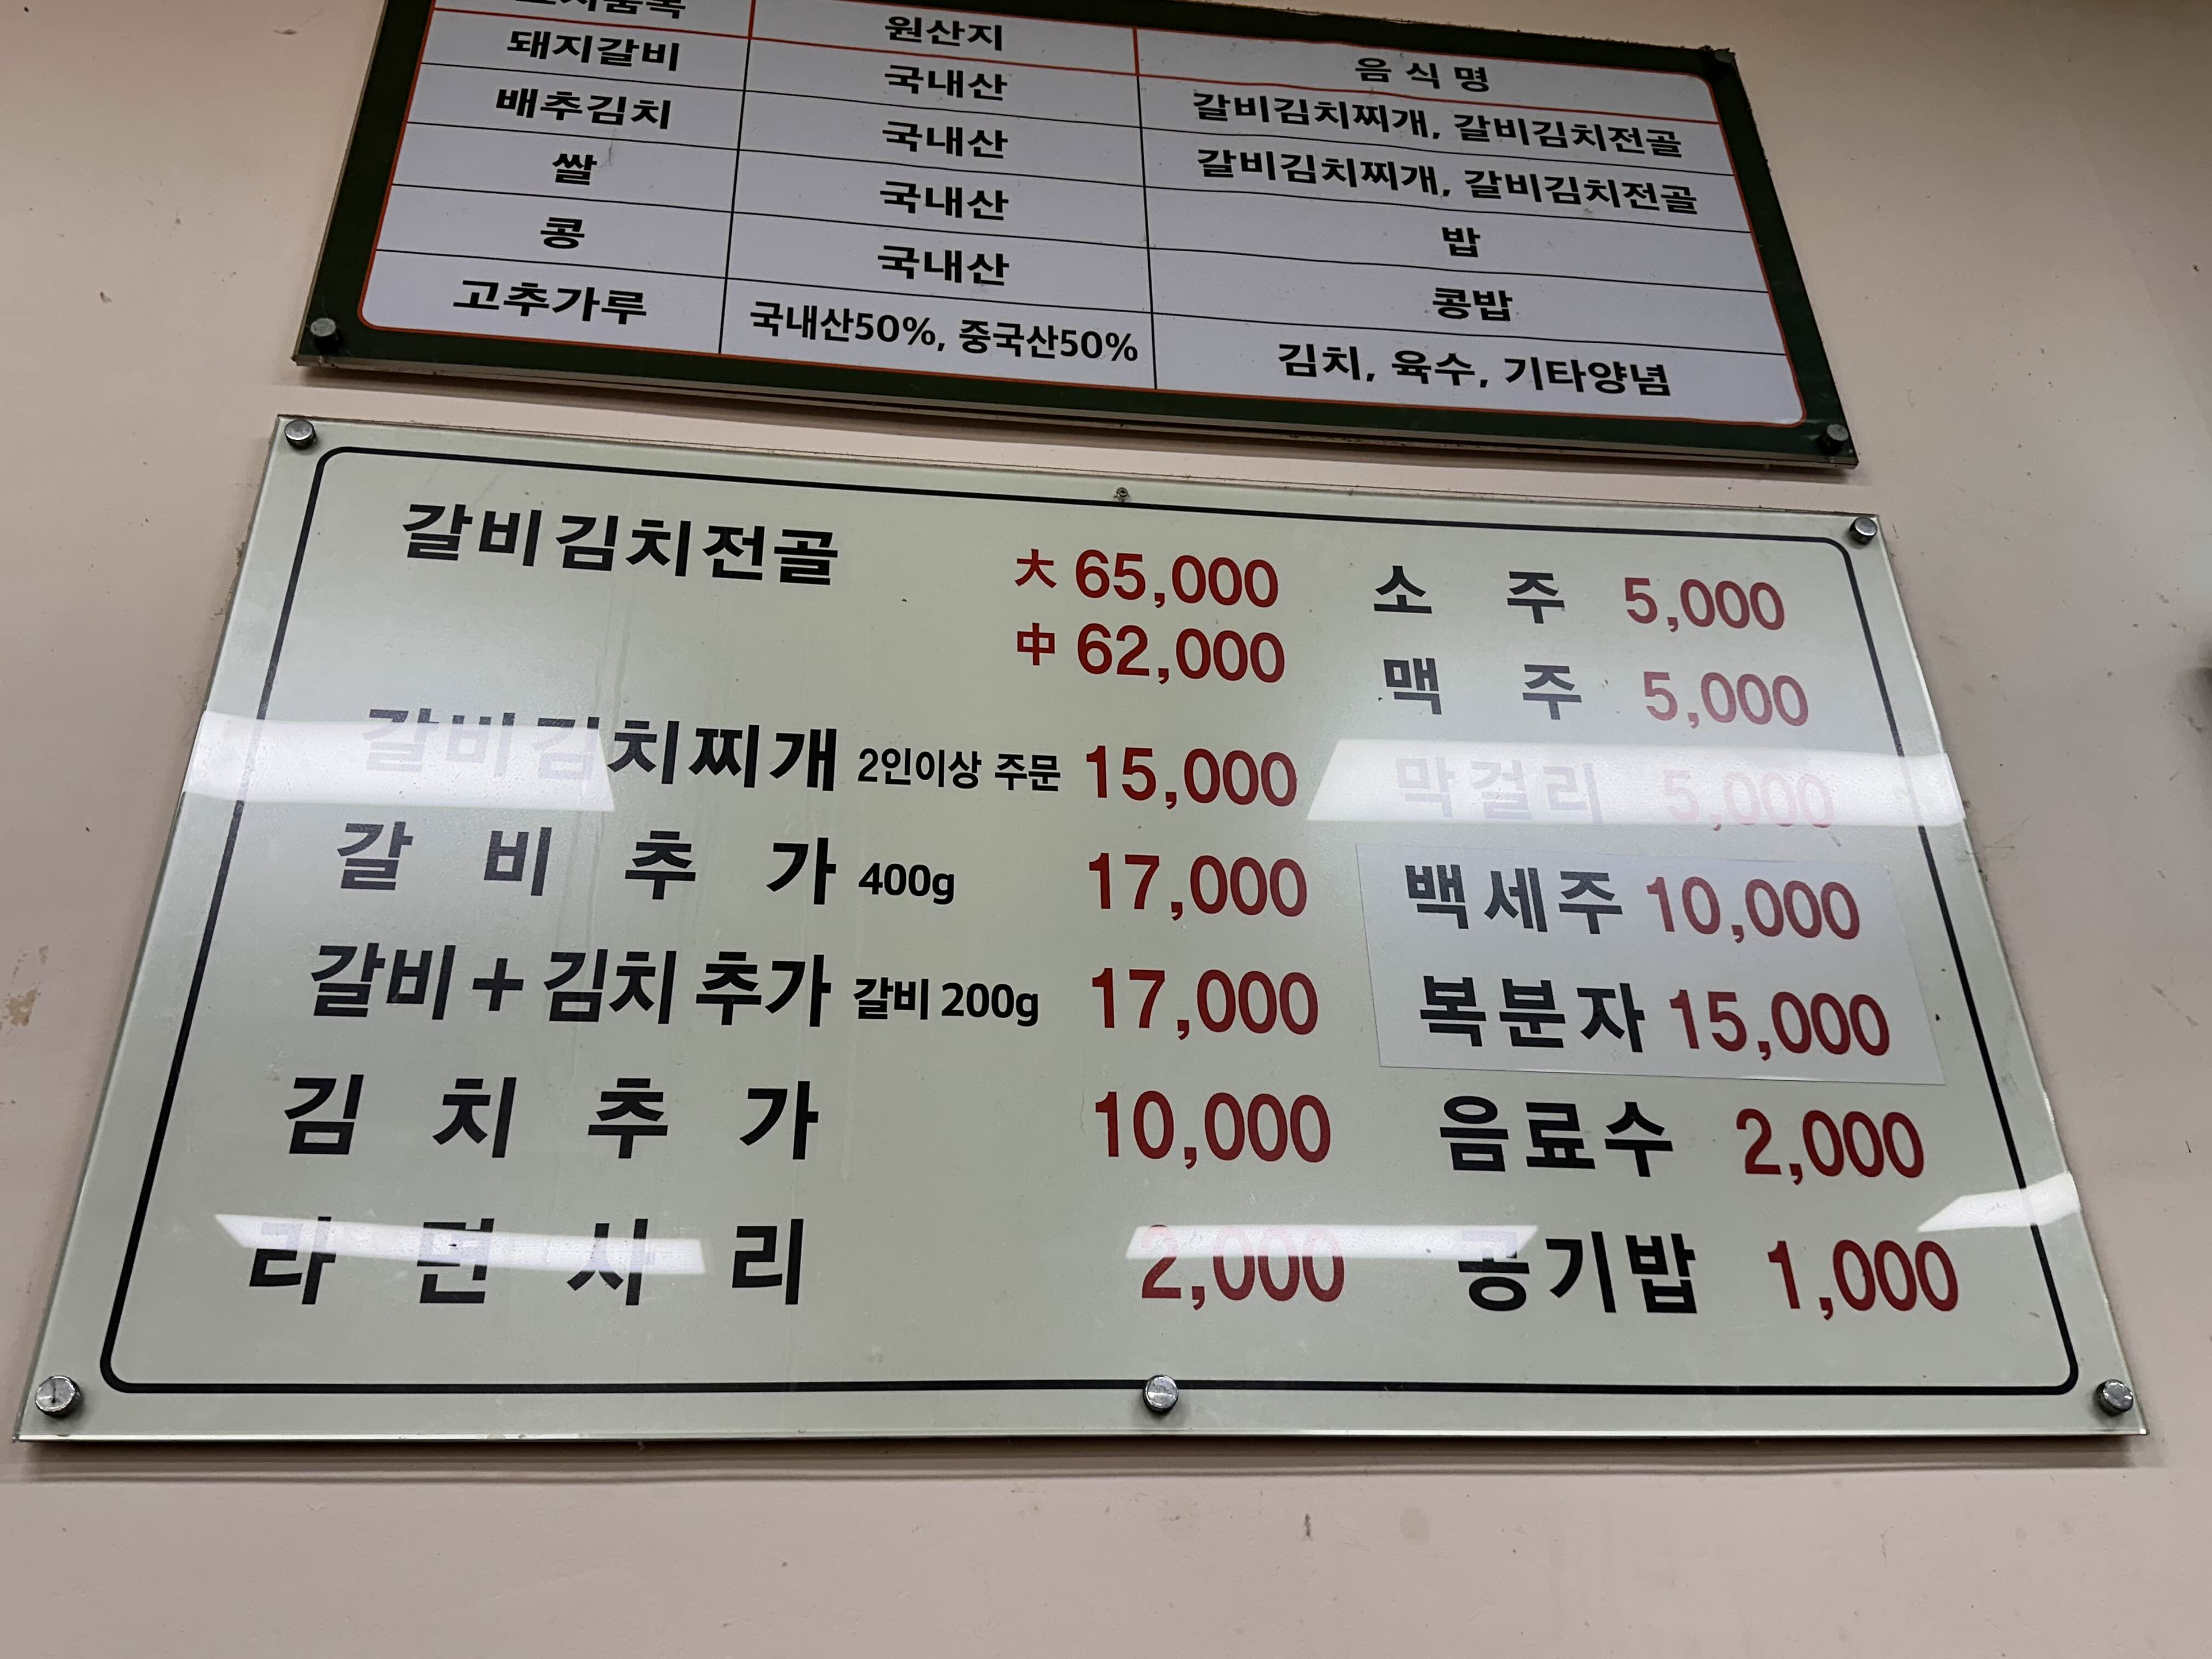 원산지 음식명
돼지갈비 국내산 갈비김치찌개, 갈비김치전골
배추김치 국내산 갈비김치찌개, 갈비김치전골
쌀 국내산 밥
콩 국내산 콩밥
고추가루 국내산50%, 중국산50% 김치, 육수, 기타양념
갈비김치전골 大 65,000
中 62,000
갈비김치찌개 2인이상 주문 15,000
갈비추가 400g 17,000
갈비+김치 추가 갈비 200g 17,000
김치추가 10,000
라면사리 2,000
소주 5,000
맥주 5,000
막걸리 5,000
백세주 10,000
복분자 15,000
음료수 2,000
공기밥 1,000